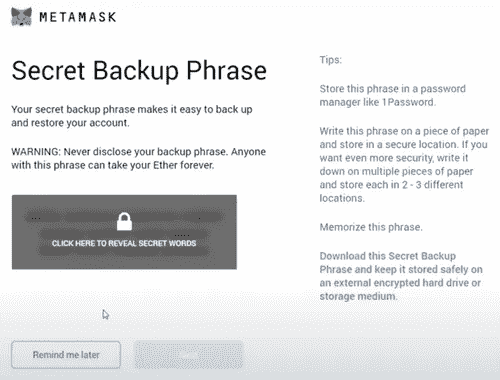 METAMASK
Secret Backup Phrase
Your secret backup phrase makes it easy to back up
and restore your account.
WARNING: Never disclose your backup phrase. Anyone
with this phrase can take your Ether forever.
CLICK HERE TO REVEAL SECRET WORDS
Remind me later
Tips:
Store this phrase in a password
manager like 1Password.
Write this phrase on a piece of paper
and store in a secure location. If you
want even more security, write it
down on multiple pieces of paper
and store each in 2 - 3 different
locations.
Memorize this phrase.
Download this Secret Backup
Phrase and keep it stored safely on
an external encrypted hard drive or
storage medium.